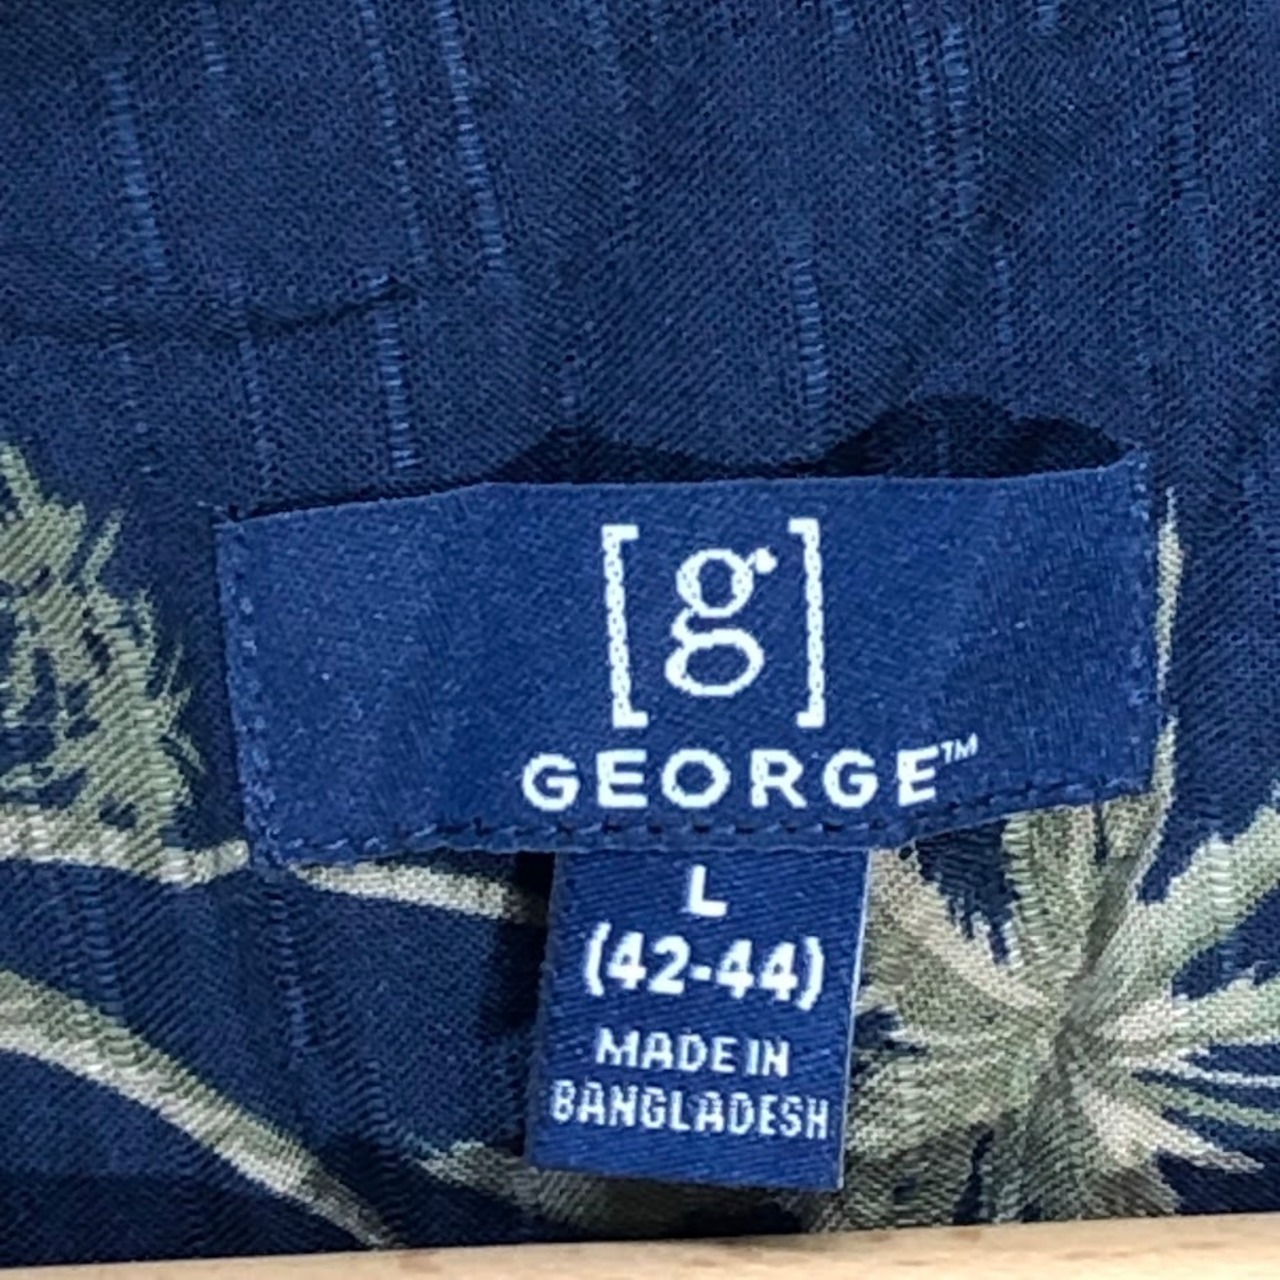 [g]
GEORGE™
L
(42-44)
MADE IN
BANGLADESH